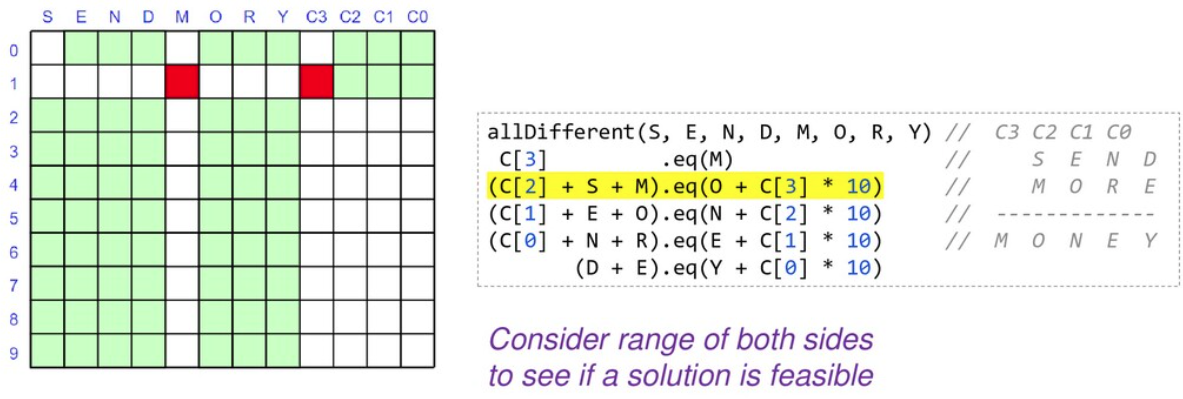 S E N D M O R Y C3 C2 C1 C0
0
1
2
3
4
5
6
7
8
9
allDifferent(S, E, N, D, M, O, R, Y) // C3 C2 C1 C0
C[3] .eq(M) // S E N D
(C[2] + S + M).eq(O + C[3] * 10) // M O R E
(C[1] + E + O).eq(N + C[2] * 10) // -------------
(C[0] + N + R).eq(E + C[1] * 10) // M O N E Y
(D + E).eq(Y + C[0] * 10)
Consider range of both sides
to see if a solution is feasible